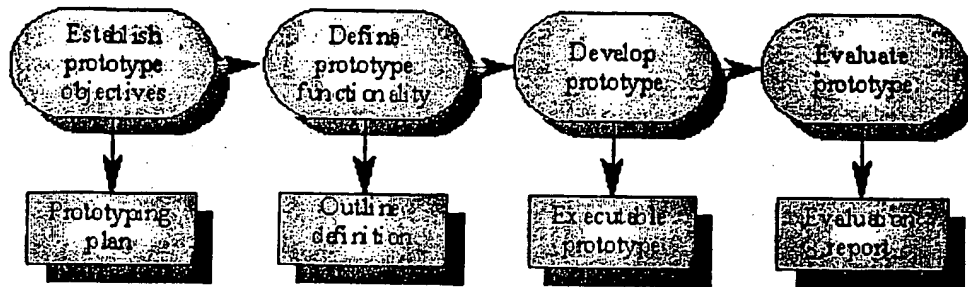 Establish
prototype
objectives
Define
prototype
functionality
Develop
prototype
Evaluate
prototype
Prototyping
plan
Outline
definition
Executable
prototype
Evaluation
report